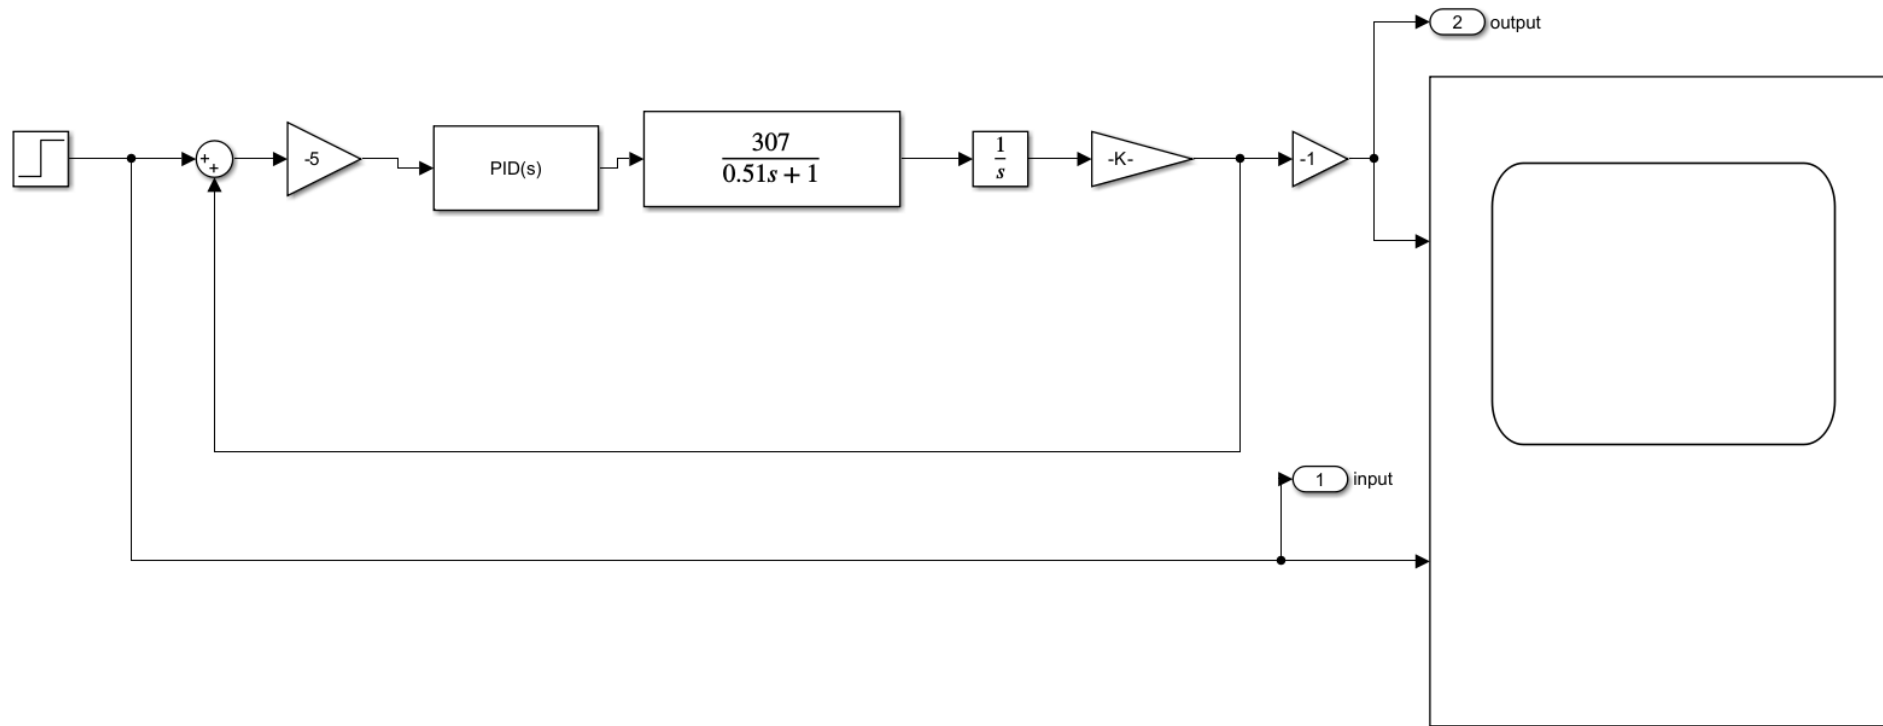 2 output
+
+
-5
PID(s)
307
0.51s + 1
1
s
-K-
-1
1 input